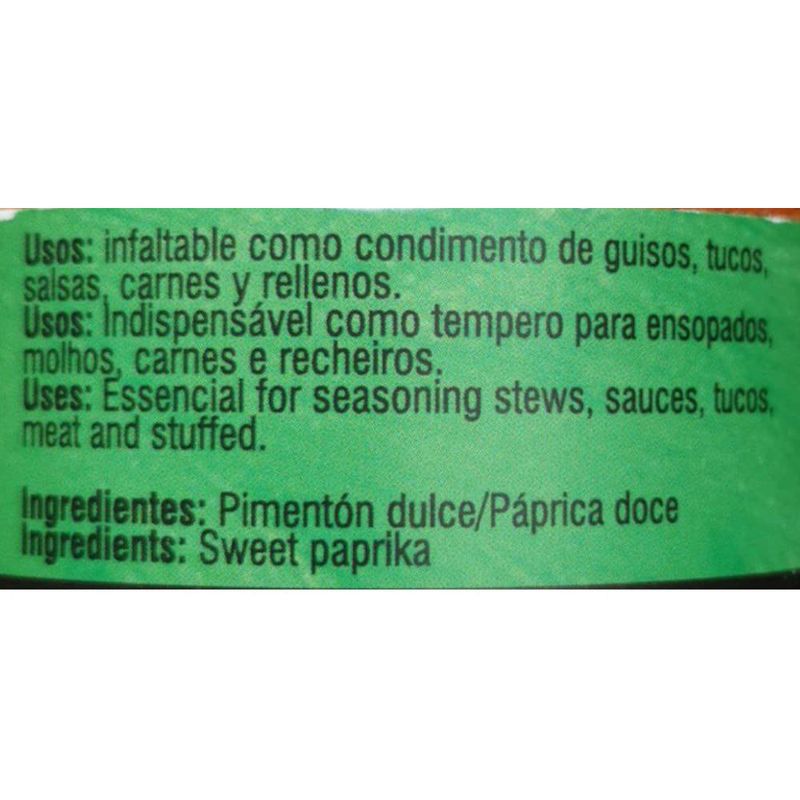 Usos: infaltable como condimento de guisos, tucos,
salsas, carnes y rellenos.
Usos: Indispensável como tempero para ensopados,
molhos, carnes e recheiros.
Uses: Essencial for seasoning stews, sauces, tucos,
meat and stuffed.
Ingredientes: Pimentón dulce/Páprica doce
Ingredients: Sweet paprika